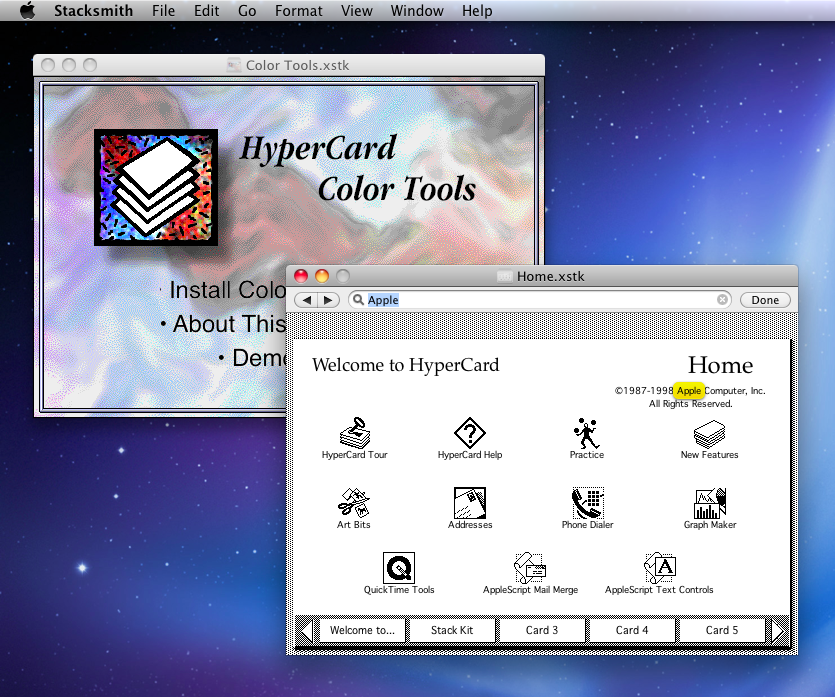 Stacksmith File Edit Go Format View Window Help
Color Tools.xstk
HyperCard
Color Tools
· Install Colo
• About This
• Dem
Home.xstk
Apple
Done
Welcome to HyperCard
Home
©1987-1998 Apple Computer, Inc.
All Rights Reserved.
HyperCard Tour
HyperCard Help
Practice
New Features
Art Bits
Addresses
Phone Dialer
Graph Maker
QuickTime Tools
AppleScript Mail Merge
AppleScript Text Controls
Welcome to...
Stack Kit
Card 3
Card 4
Card 5